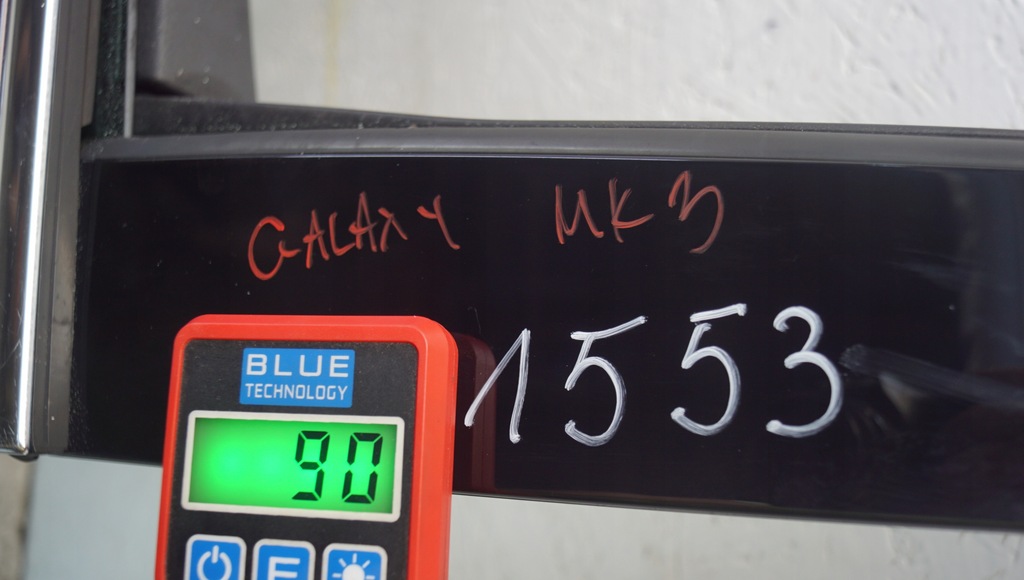 GALAXY MK3
1553
BLUE
TECHNOLOGY
90
F